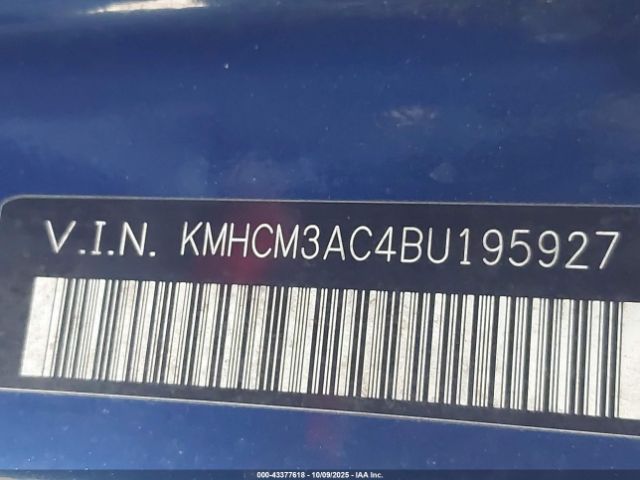 V.I.N. KMHCM3AC4BU195927
000-43377618 - 10/09/2025 - IAA Inc.